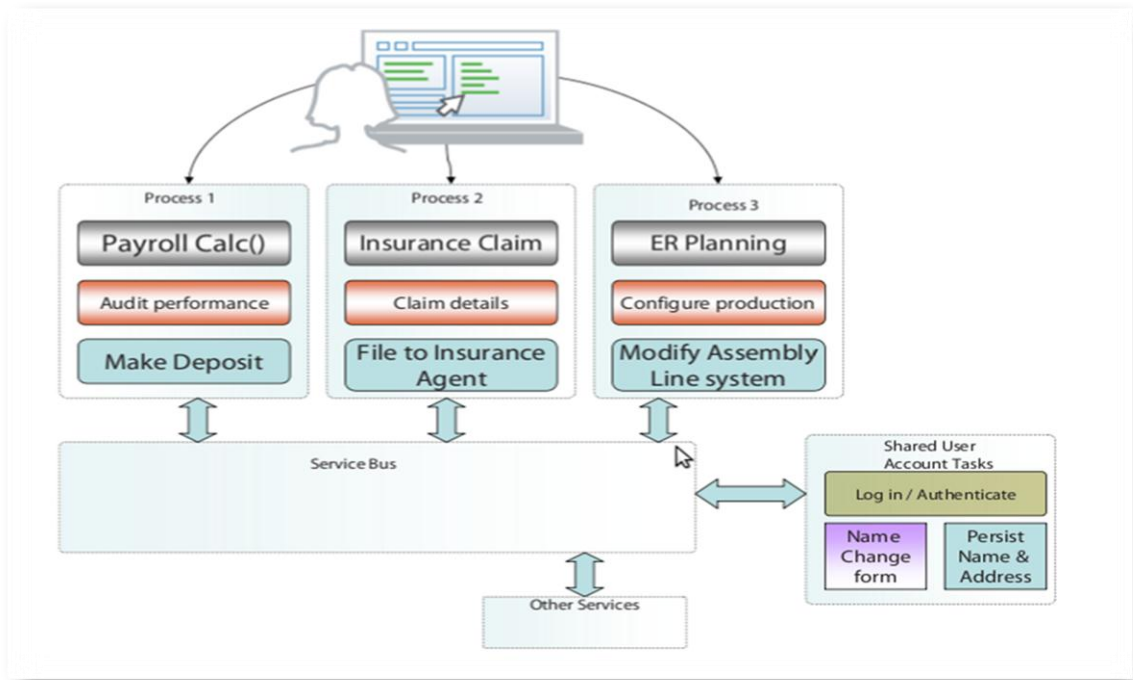 Process 1
Payroll Calc()
Audit performance
Make Deposit
Process 2
Insurance Claim
Claim details
File to Insurance
Agent
Process 3
ER Planning
Configure production
Modify Assembly
Line system
Service Bus
Shared User
Account Tasks
Log in / Authenticate
Name
Change
form
Persist
Name &
Address
Other Services